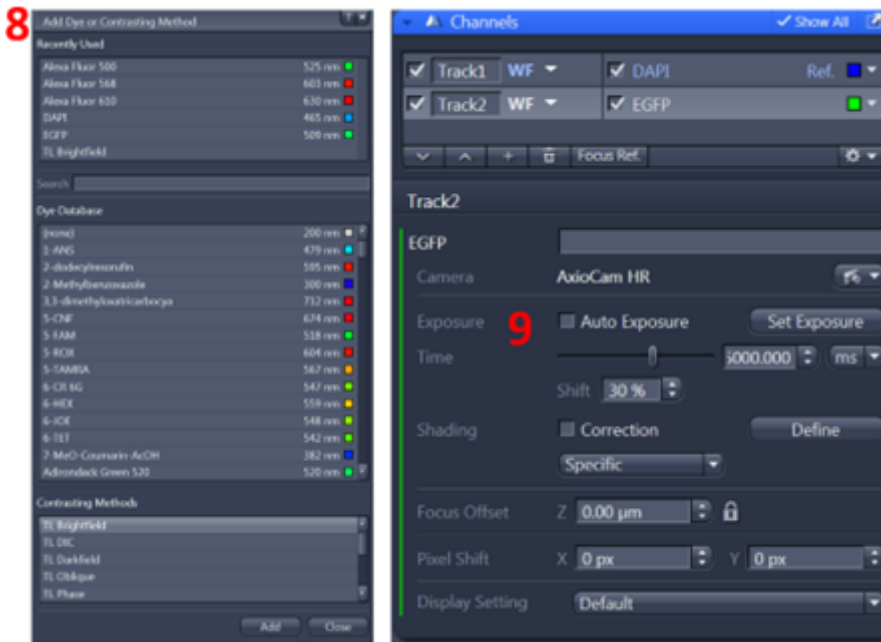 8
Add Dye or Contrasting Method
Recently Used
Alexa Fluor 500 525 nm
Alexa Fluor 568 603 nm
Alexa Fluor 610 630 nm
DAPI 465 nm
EGFP 509 nm
TL Brightfield
Search
Dye Database
(none) 200 nm
1-ANS 479 nm
2-dodecylresorufin 595 nm
2-Methylbenzoxazole 300 nm
3,3-dimethyloxatricarbocya 712 nm
5-CNF 674 nm
5-FAM 518 nm
5-ROX 604 nm
5-TAMRA 567 nm
6-CR 6G 547 nm
6-HEX 559 nm
6-JOE 548 nm
6-TET 542 nm
7-MeO-Coumarin-AcOH 382 nm
Adirondack Green 520 520 nm
Contrasting Methods
TL Brightfield
TL DIC
TL Darkfield
TL Oblique
TL Phase
Add Close
Channels Show All
Track1 WF DAPI Ref.
Track2 WF EGFP
Focus Ref.
Track2
EGFP
Camera AxioCam HR
Exposure 9 Auto Exposure Set Exposure
Time 5000.000 ms
Shift 30 %
Shading Correction Define
Specific
Focus Offset Z 0.00 µm
Pixel Shift X 0 px Y 0 px
Display Setting Default